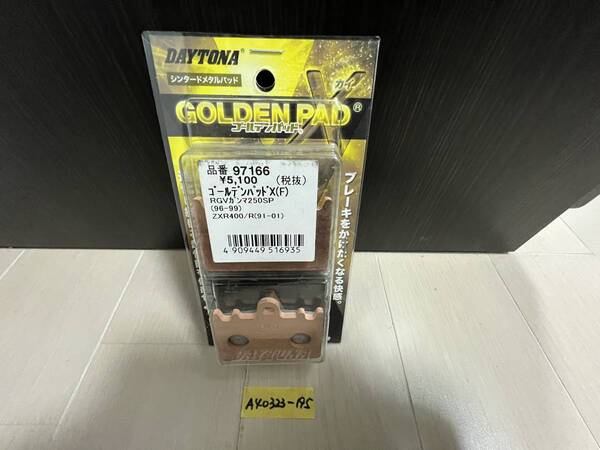 DAYTONA®
シンタードメタルパッド
カイ
GOLDEN PAD®
ゴールデンパッド
品番 97166
¥5,100 (税抜)
ゴールデンパッドX(F)
RGVガンマ250SP
(96-99)
ZXR400/R(91-01)
4 909449 516935
ブレーキをかけたくなる快感。
DAYTONA
A40323-195